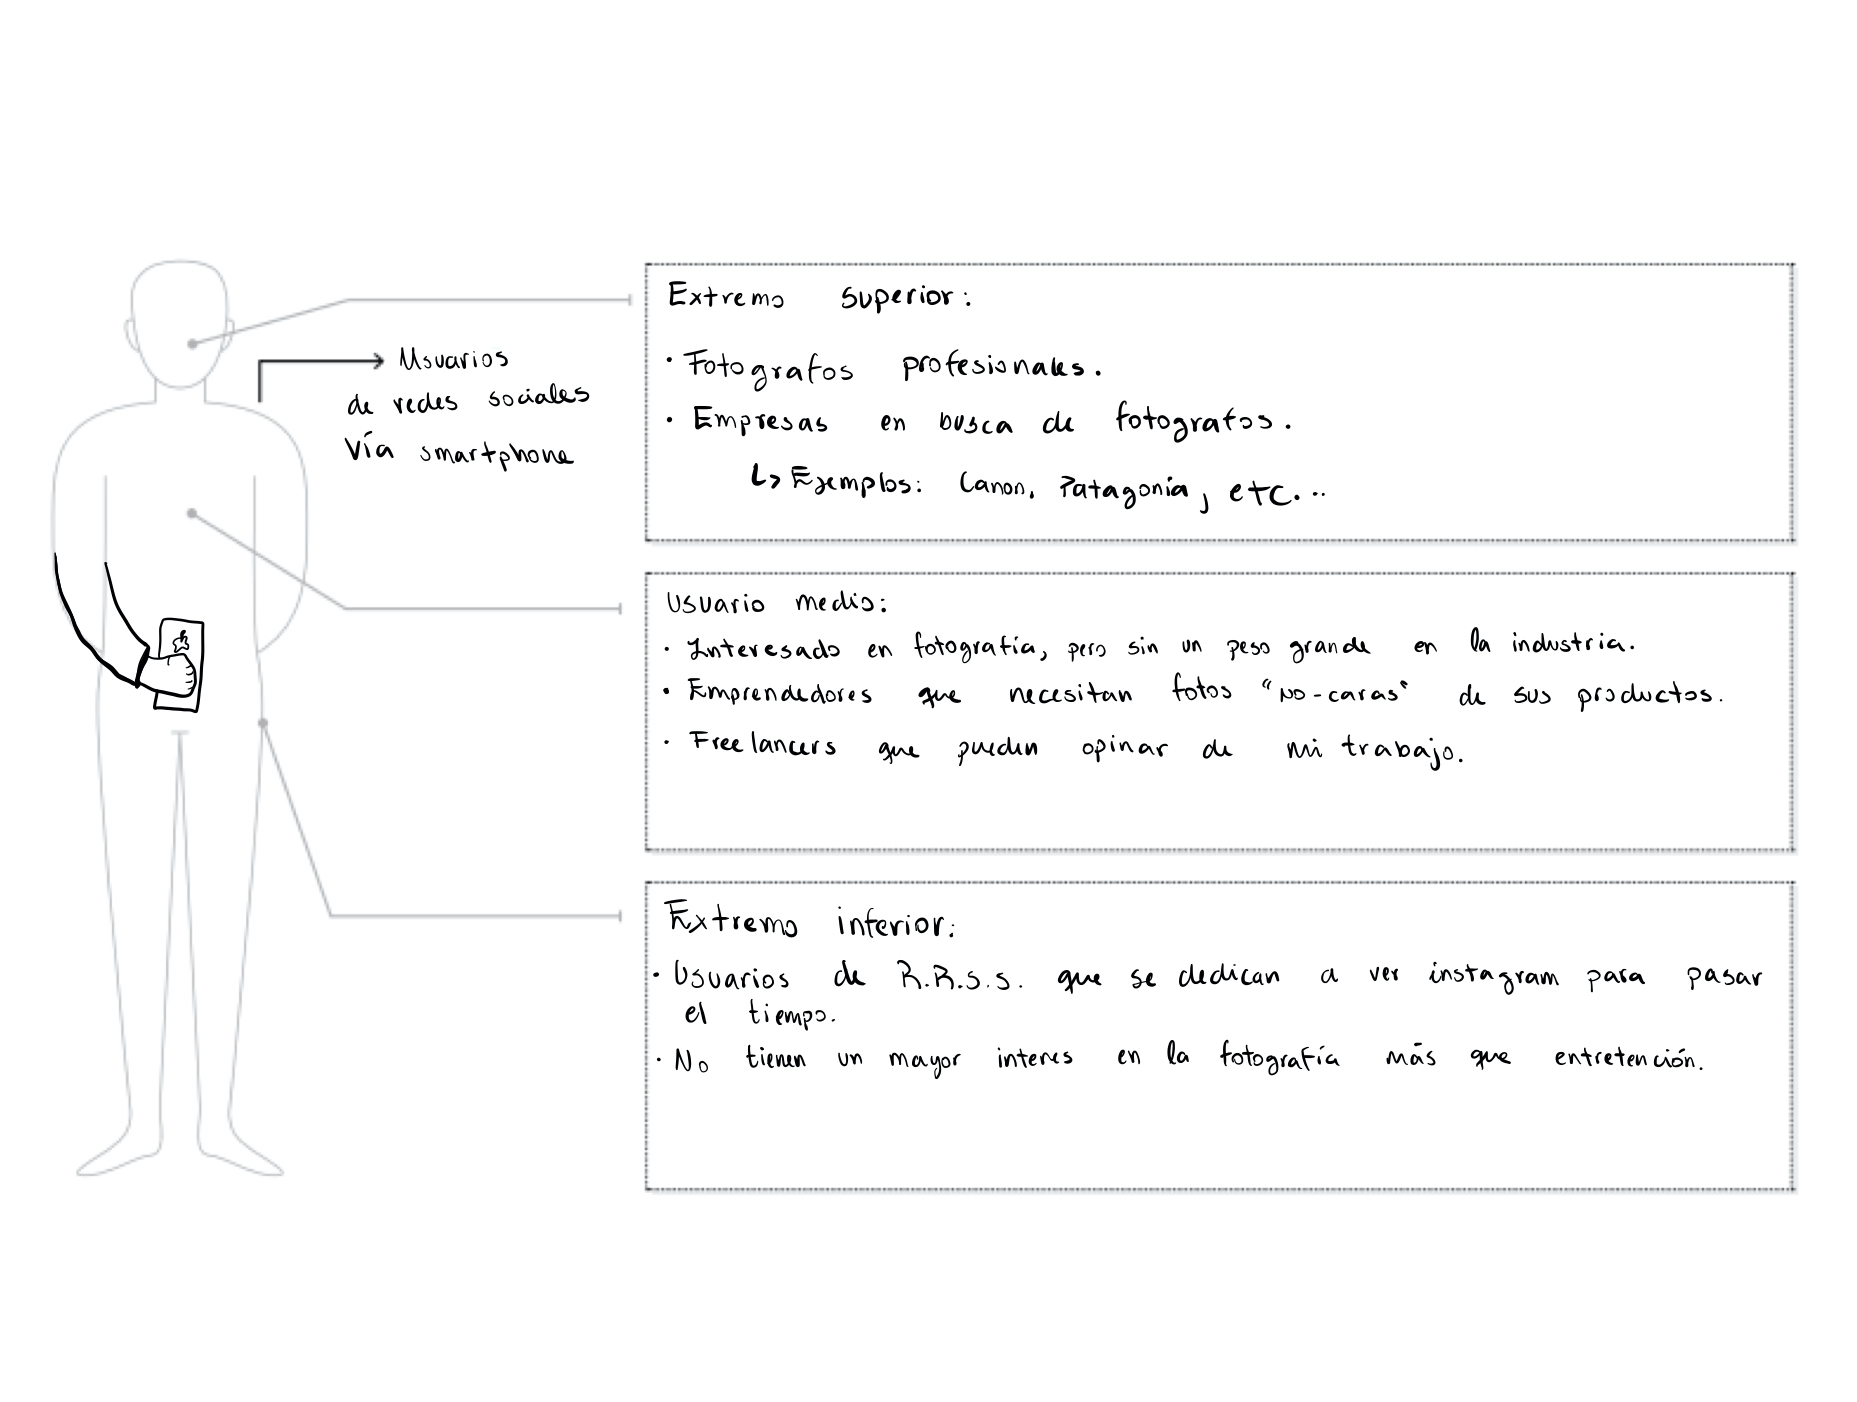 Usuarios
de redes sociales
Vía smartphone
Extremo superior:
· Fotografos profesionales.
· Empresas en busca de fotografos.
↳ Ejemplos: Canon, Patagonia, etc...
Usuario medio:
· Interesado en fotografía, pero sin un peso grande en la industria.
· Emprendedores que necesitan fotos "no-caras" de sus productos.
· Freelancers que pueden opinar de mi trabajo.
Extremo inferior:
· Usuarios de R.R.S.S. que se dedican a ver instagram para pasar
el tiempo.
· No tienen un mayor interes en la fotografía más que entretención.